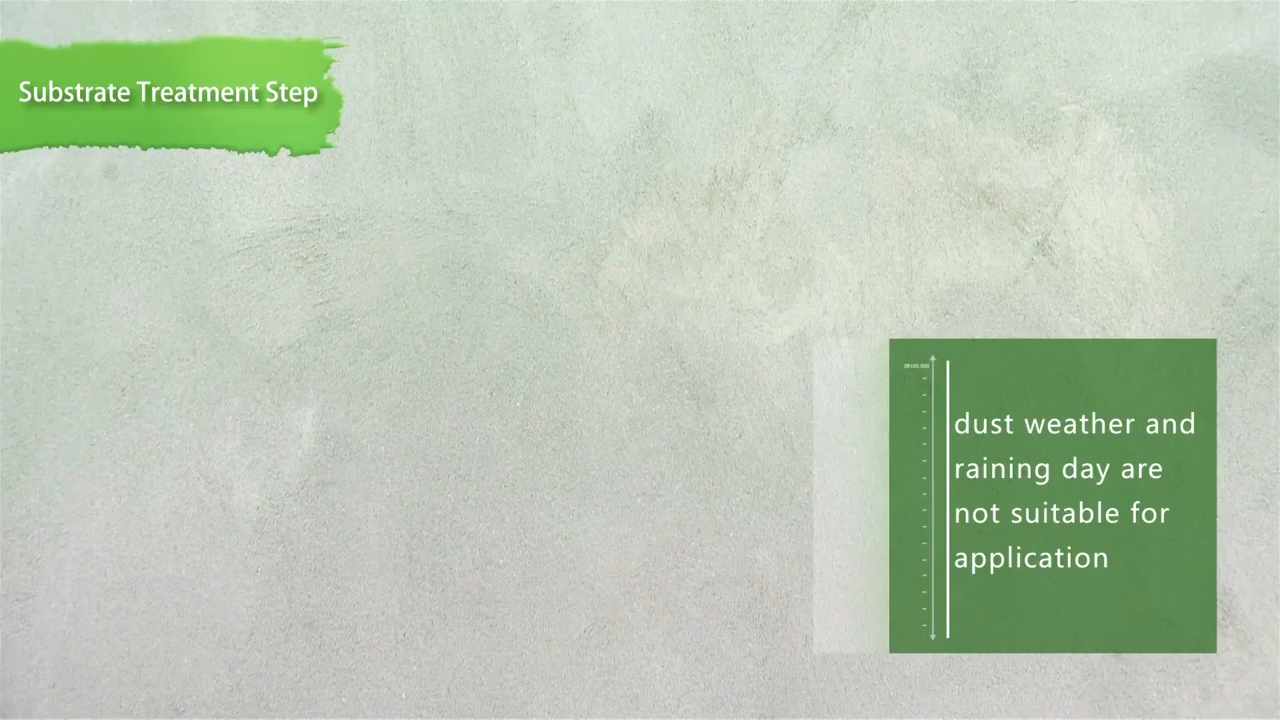 Substrate Treatment Step
dust weather and
raining day are
not suitable for
application